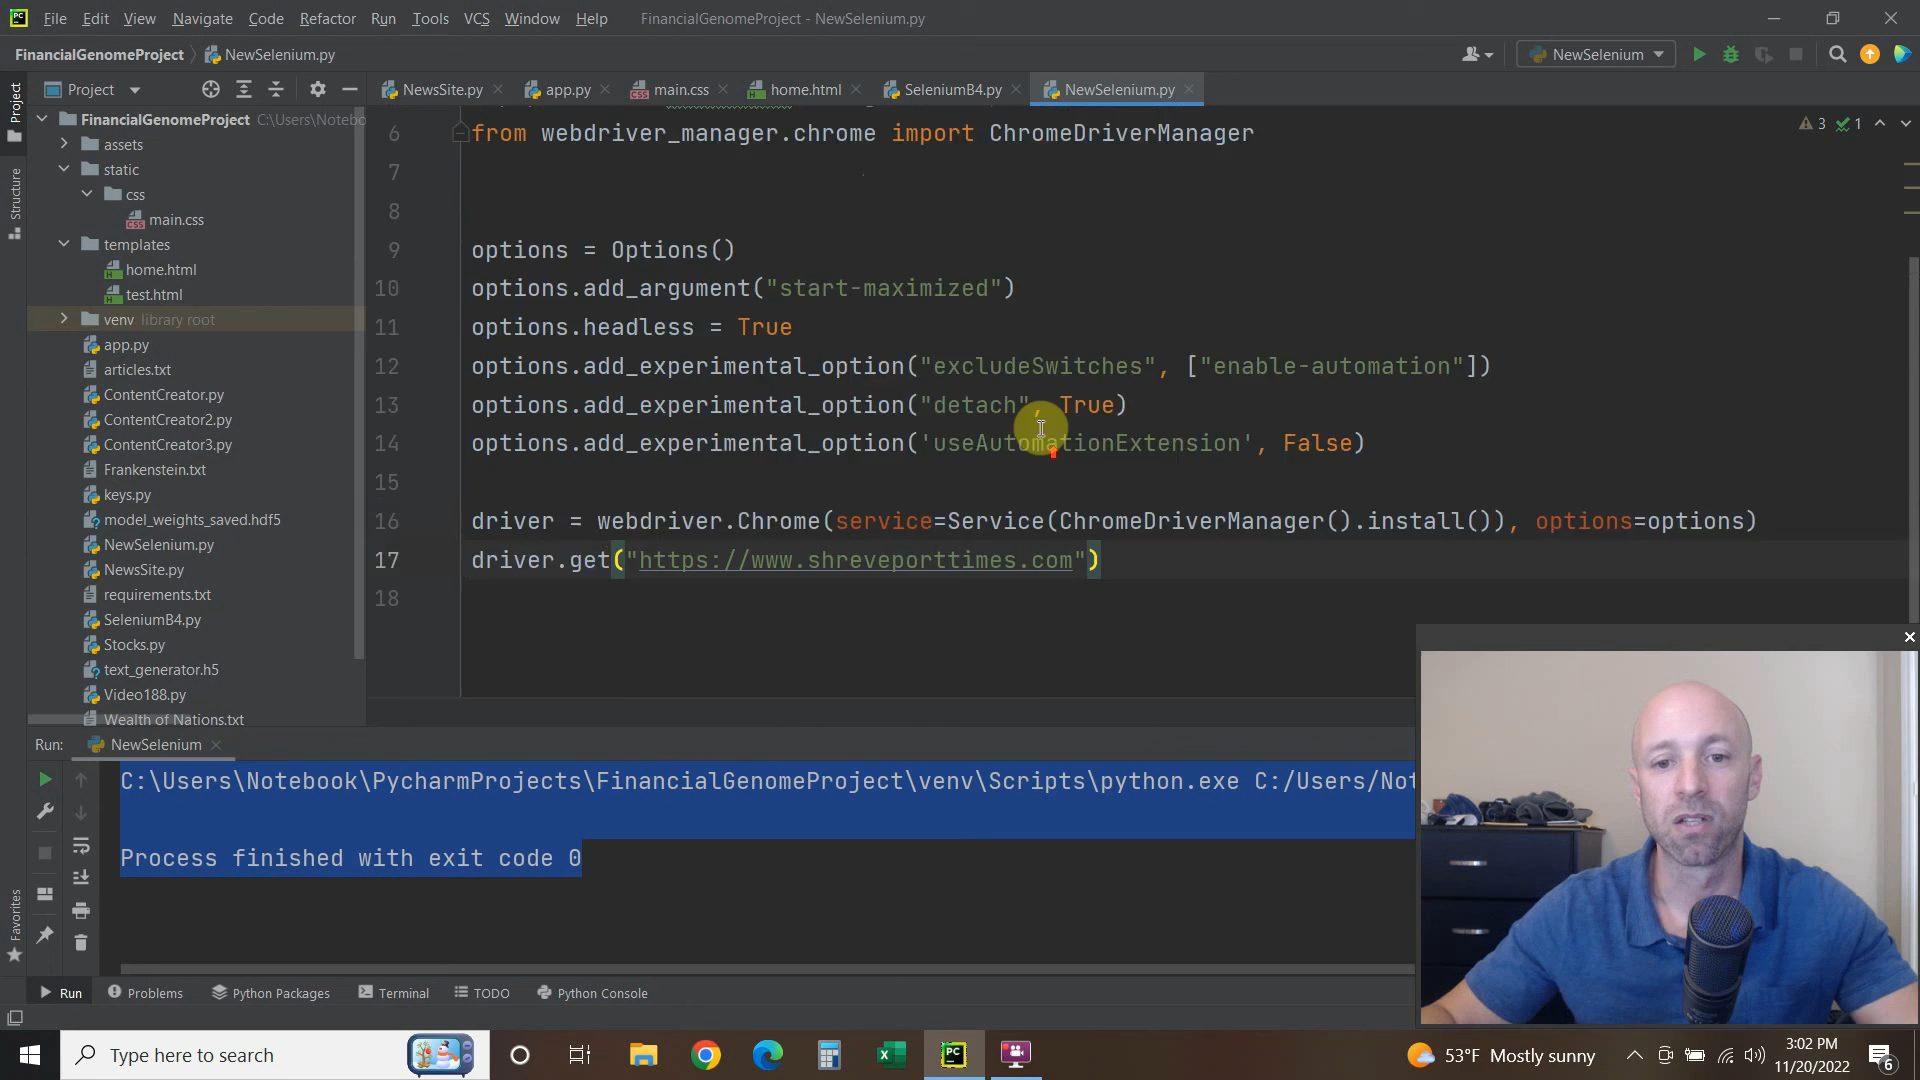 File Edit View Navigate Code Refactor Run Tools VCS Window Help FinancialGenomeProject - NewSelenium.py
FinancialGenomeProject NewSelenium.py NewSelenium
Project NewsSite.py app.py main.css home.html SeleniumB4.py NewSelenium.py
Project
Structure
Favorites
FinancialGenomeProject C:\Users\Notebo
assets
static
css
main.css
templates
home.html
test.html
venv library root
app.py
articles.txt
ContentCreator.py
ContentCreator2.py
ContentCreator3.py
Frankenstein.txt
keys.py
model_weights_saved.hdf5
NewSelenium.py
NewsSite.py
requirements.txt
SeleniumB4.py
Stocks.py
text_generator.h5
Video188.py
Wealth of Nations.txt
3 1
6 from webdriver_manager.chrome import ChromeDriverManager
7
8
9 options = Options()
10 options.add_argument("start-maximized")
11 options.headless = True
12 options.add_experimental_option("excludeSwitches", ["enable-automation"])
13 options.add_experimental_option("detach", True)
14 options.add_experimental_option('useAutomationExtension', False)
15
16 driver = webdriver.Chrome(service=Service(ChromeDriverManager().install()), options=options)
17 driver.get("https://www.shreveporttimes.com")
18
Run: NewSelenium
C:\Users\Notebook\PycharmProjects\FinancialGenomeProject\venv\Scripts\python.exe C:/Users/Not
Process finished with exit code 0
Run Problems Python Packages Terminal TODO Python Console
Type here to search
53°F Mostly sunny
3:02 PM
11/20/2022
6